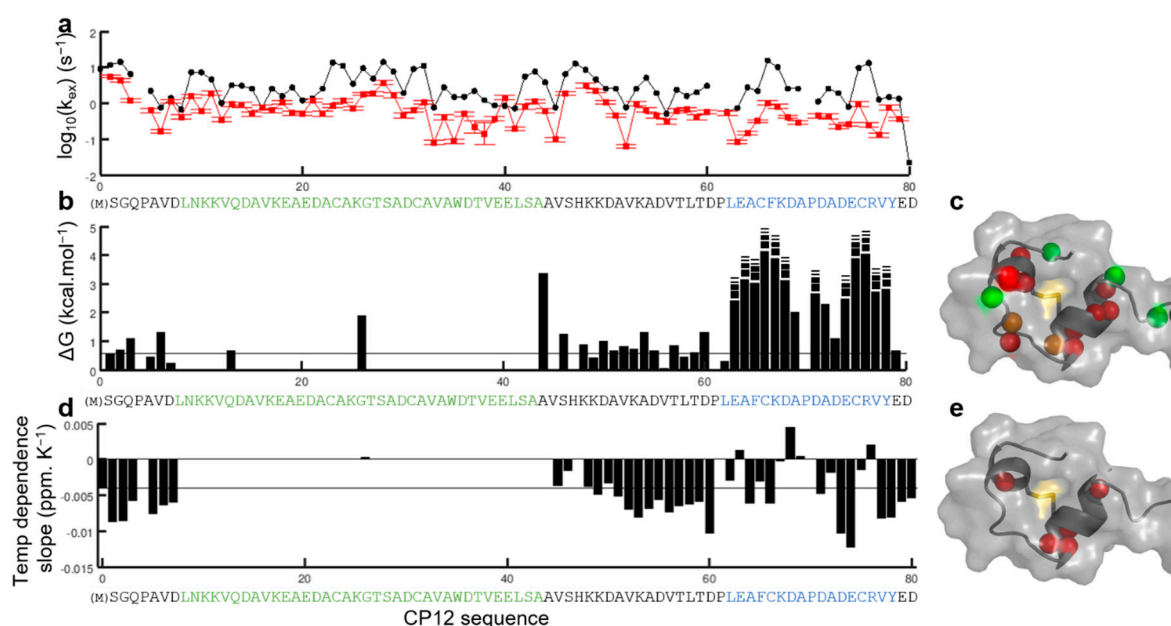 a
log₁₀(kₑₓ) (s⁻¹)
2
1
0
-1
-2
0 20 40 60 80
(M)SGQPAVDLNKKVQDAVKEAEDACAKGTSADCAVAWDTVEELSAAVSHKKDAVKADVTLTDPLEACFKDAPDADECRVYED
b
ΔG (kcal.mol⁻¹)
5
4
3
2
1
0
0 20 40 60 80
(M)SGQPAVDLNKKVQDAVKEAEDACAKGTSADCAVAWDTVEELSAAVSHKKDAVKADVTLTDPLEAFCKDAPDADECRVYED
c
d
Temp dependence
slope (ppm. K⁻¹)
0.005
0
-0.005
-0.01
-0.015
0 20 40 60 80
(M)SGQPAVDLNKKVQDAVKEAEDACAKGTSADCAVAWDTVEELSAAVSHKKDAVKADVTLTDPLEAFCKDAPDADECRVYED
CP12 sequence
e